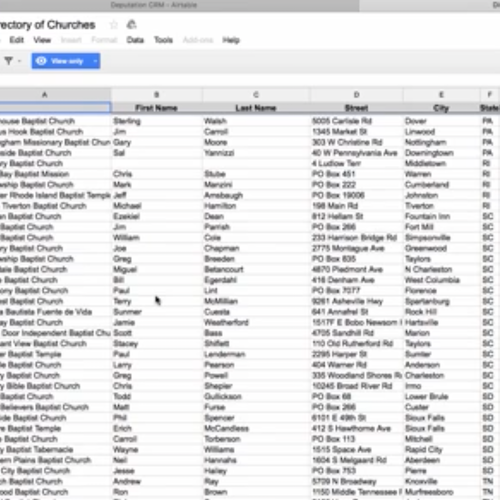 Deputation CRM - Airtable
rectory of Churches
Edit View Insert Format Data Tools Add-ons Help
View only
A B C D E F
First Name Last Name Street City State
house Baptist Church Sterling Walsh 5005 Carlisle Rd Dover PA
us Hook Baptist Church Jim Carroll 1345 Market St Linwood PA
ngham Missionary Baptist Chur Gary Moore 303 W Christine Rd Nottingham PA
side Baptist Church Sal Yannizzi 40 W Pennsylvania Ave Downingtown PA
ry Baptist Church 4 Ludlow Terr Middletown RI
Bay Baptist Mission Chris Stube PO Box 451 Warren RI
wship Baptist Church Mark Manzini PO Box 222 Cumberland RI
er Rhode Island Baptist Temple Jeff Amsbaugh PO Box 19006 Johnston RI
Tiverton Baptist Church Michael Hamilton 198 Main Rd Tiverton RI
n Baptist Church Ezekiel Dean 812 Hellam St Fountain Inn SC
Baptist Church Jim Parrish PO Box 266 Fort Mill SC
Baptist Church William Cole 233 Harrison Bridge Rd Simpsonville SC
ry Baptist Church Joe Chapman 2775 Montague Ave Greenwood SC
wship Baptist Church Greg Breeden PO Box 835 Taylors SC
dale Baptist Church Miguel Betancourt 4870 Piedmont Ave N Charleston SC
e Baptist Church Bill Egerdahl 416 Denham Ave West Columbia SC
ony Baptist Church Paul Lint PO Box 7077 Florence SC
est Baptist Church Terry McMillian 9261 Asheville Hwy Spartanburg SC
a Bautista Fuente de Vida Sunmer Cuesta 641 Annafrel St Rock Hill SC
ay Baptist Church Jamie Weatherford 1517F E Bobo Newsom Hartsville SC
Door Independent Baptist Chu Scott Bass 4705 Sandhill Rd Marion SC
ant View Baptist Church Stacey Shiflett 110 Old Rutherford Rd Taylors SC
er Baptist Temple Paul Lenderman 2295 Harper St Sumter SC
e Baptist Church Larry Pearson 404 Warner Rd Anderson SC
y Baptist Church Greg Powell 335 Woodland Shores R Charleston SC
y Bible Baptist Church Chris Shepler 10245 Broad River Rd Irmo SC
Baptist Church Todd Gullickson PO Box 68 Lower Brule SD
Believers Baptist Church Matt Furse PO Box 266 Custer SD
side Baptist Church Phil Spencer 6101 E 49th St Sioux Falls SD
re Baptist Temple Erich McCandless 412 S Hawthorne Ave Sioux Falls SD
e Baptist Church Carroll Torberson PO Box 113 Mitchell SD
y Baptist Tabernacle Wayne Williams 1515 Space Ave Rapid City SD
ern Plains Baptist Church Neil Hannahs 1604 S Melgaard Rd Aberdeen SD
City Baptist Church Jesse Hailey PO Box 753 Pierre SD
ch Baptist Church Andrew Ray 5709 N Broadway Knoxville TN
wood Baptist Church Ron Brown 1150 Middle Tennessee Murfreesboro TN